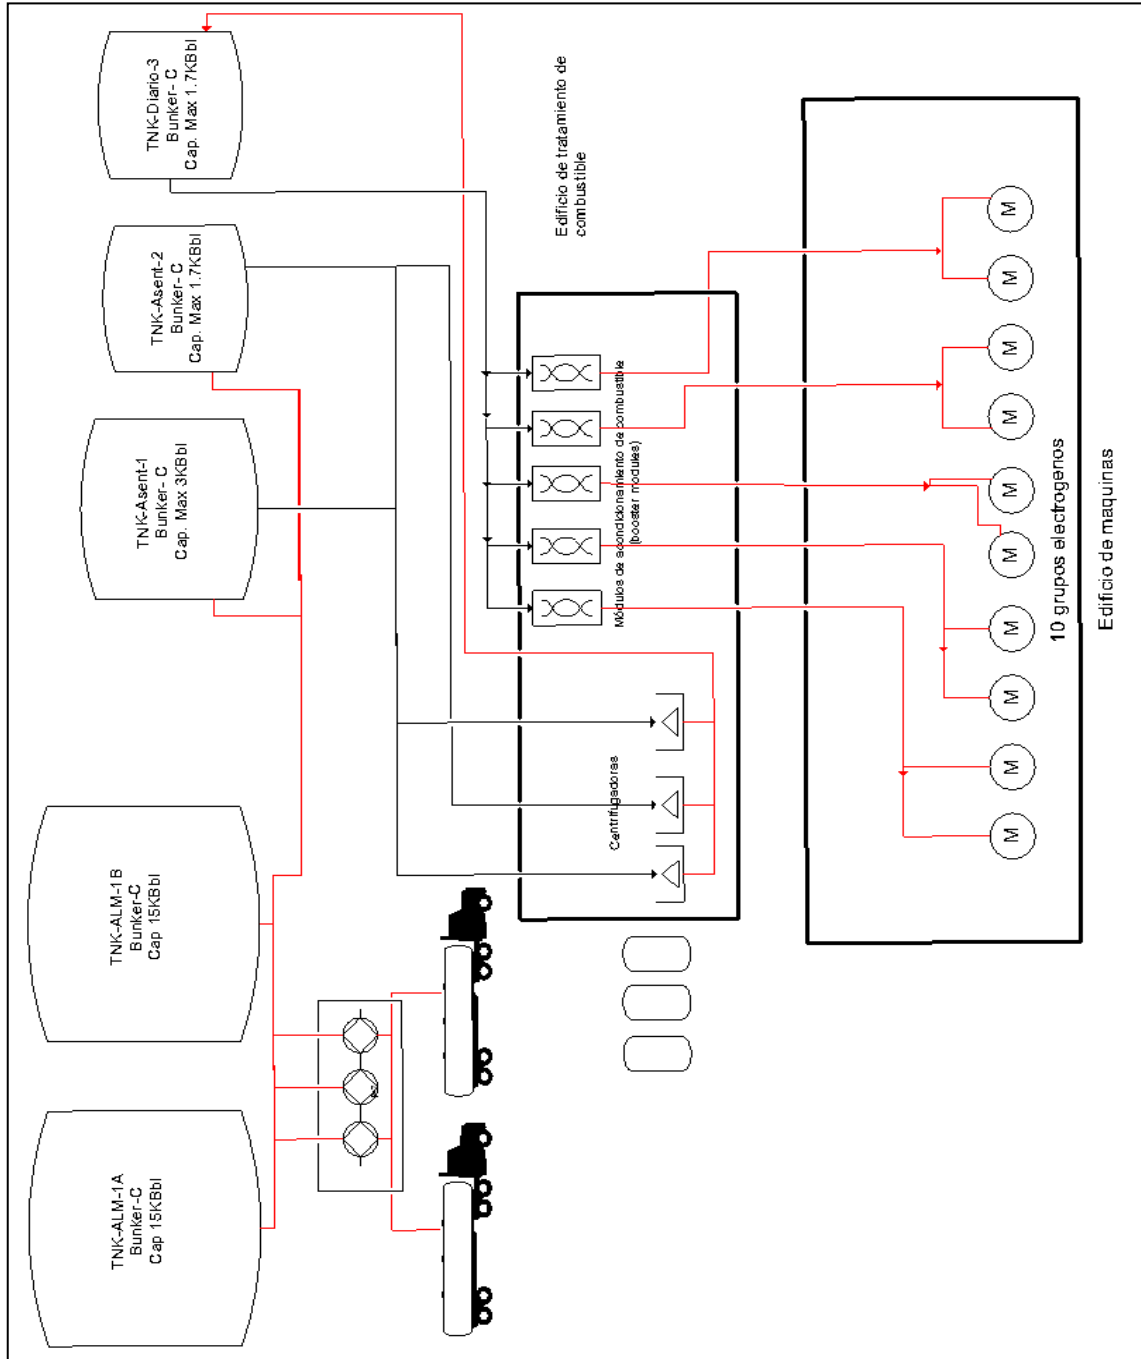 TNK-ALM-1A
Bunker-C
Cap 15KBbl
TNK-ALM-1B
Bunker-C
Cap 15KBbl
TNK-Asent-1
Bunker- C
Cap. Max 3KBbl
TNK-Asent-2
Bunker- C
Cap. Max 1.7KBbl
TNK-Diario-3
Bunker- C
Cap. Max 1.7KBbl
Edificio de tratamiento de
combustible
Centrifugadoras
Módulos de acondicionamiento de combustible
(booster modules)
M
M
M
M
M
M
M
M
M
M
10 grupos electrogenos
Edificio de maquinas